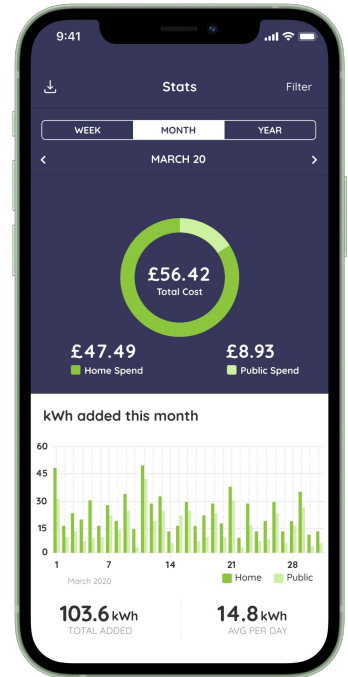 9:41
Stats
Filter
WEEK MONTH YEAR
MARCH 20
£56.42
Total Cost
£47.49 £8.93
Home Spend Public Spend
kWh added this month
60
45
30
15
0
1 7 14 21 28
March 2020 Home Public
103.6 kWh 14.8 kWh
TOTAL ADDED AVG PER DAY